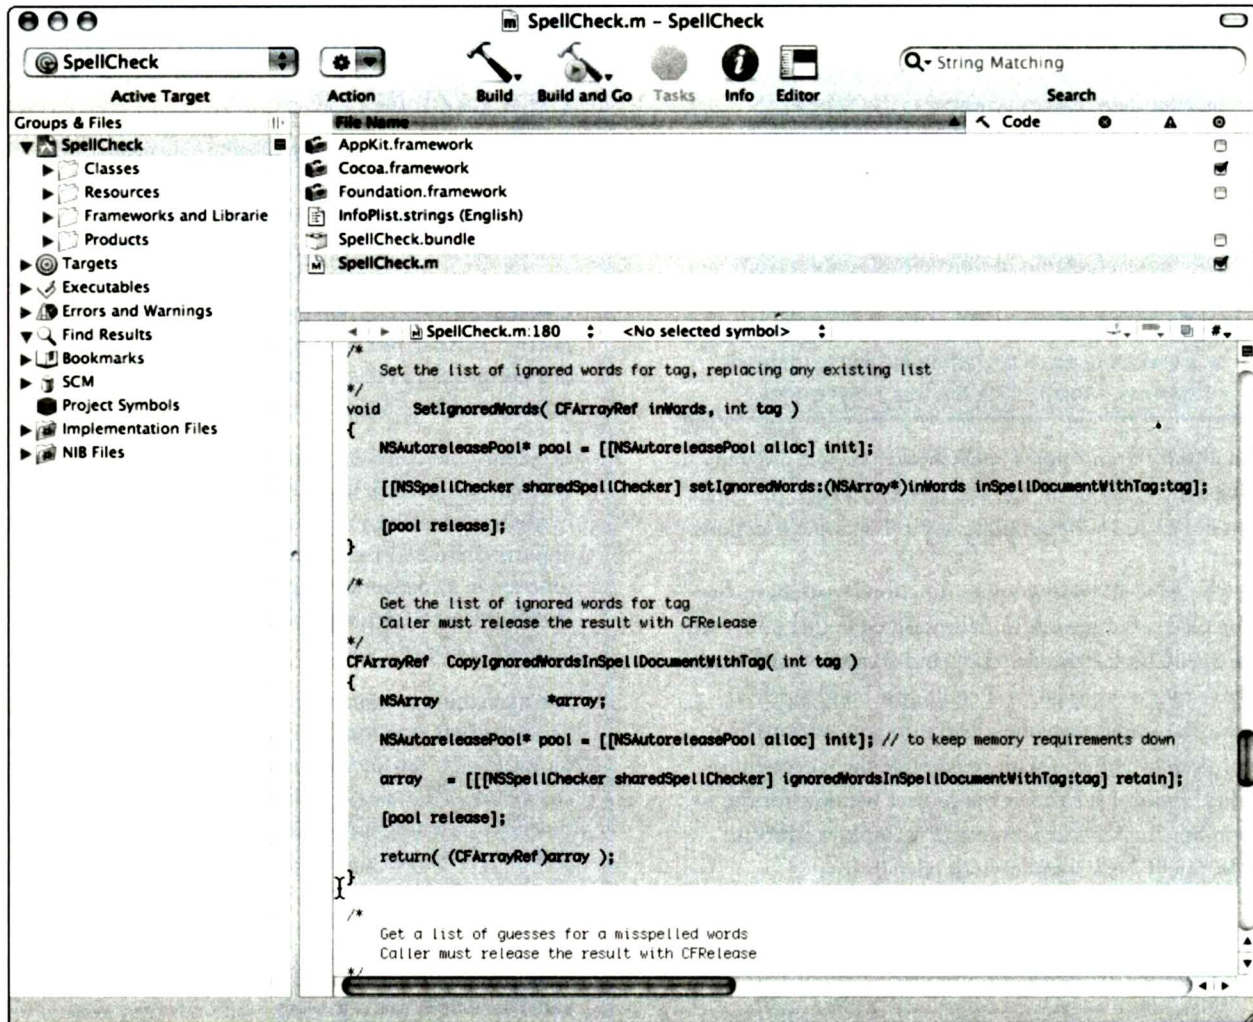 SpellCheck.m - SpellCheck
SpellCheck
String Matching
Active Target
Action
Build
Build and Go
Tasks
Info
Editor
Search
Groups & Files
SpellCheck
Classes
Resources
Frameworks and Librarie
Products
Targets
Executables
Errors and Warnings
Find Results
Bookmarks
SCM
Project Symbols
Implementation Files
NIB Files
File Name
Code
AppKit.framework
Cocoa.framework
Foundation.framework
InfoPlist.strings (English)
SpellCheck.bundle
SpellCheck.m
SpellCheck.m:180
<No selected symbol>
#
/*
Set the list of ignored words for tag, replacing any existing list
*/
void SetIgnoredWords( CFArrayRef inWords, int tag )
{
NSAutoreleasePool* pool = [[NSAutoreleasePool alloc] init];
[[NSSpellChecker sharedSpellChecker] setIgnoredWords:(NSArray*)inWords inSpellDocumentWithTag:tag];
[pool release];
}
/*
Get the list of ignored words for tag
Caller must release the result with CFRelease
*/
CFArrayRef CopyIgnoredWordsInSpellDocumentWithTag( int tag )
{
NSArray *array;
NSAutoreleasePool* pool = [[NSAutoreleasePool alloc] init]; // to keep memory requirements down
array = [[[NSSpellChecker sharedSpellChecker] ignoredWordsInSpellDocumentWithTag:tag] retain];
[pool release];
return( (CFArrayRef)array );
}
/*
Get a list of guesses for a misspelled words
Caller must release the result with CFRelease
*/